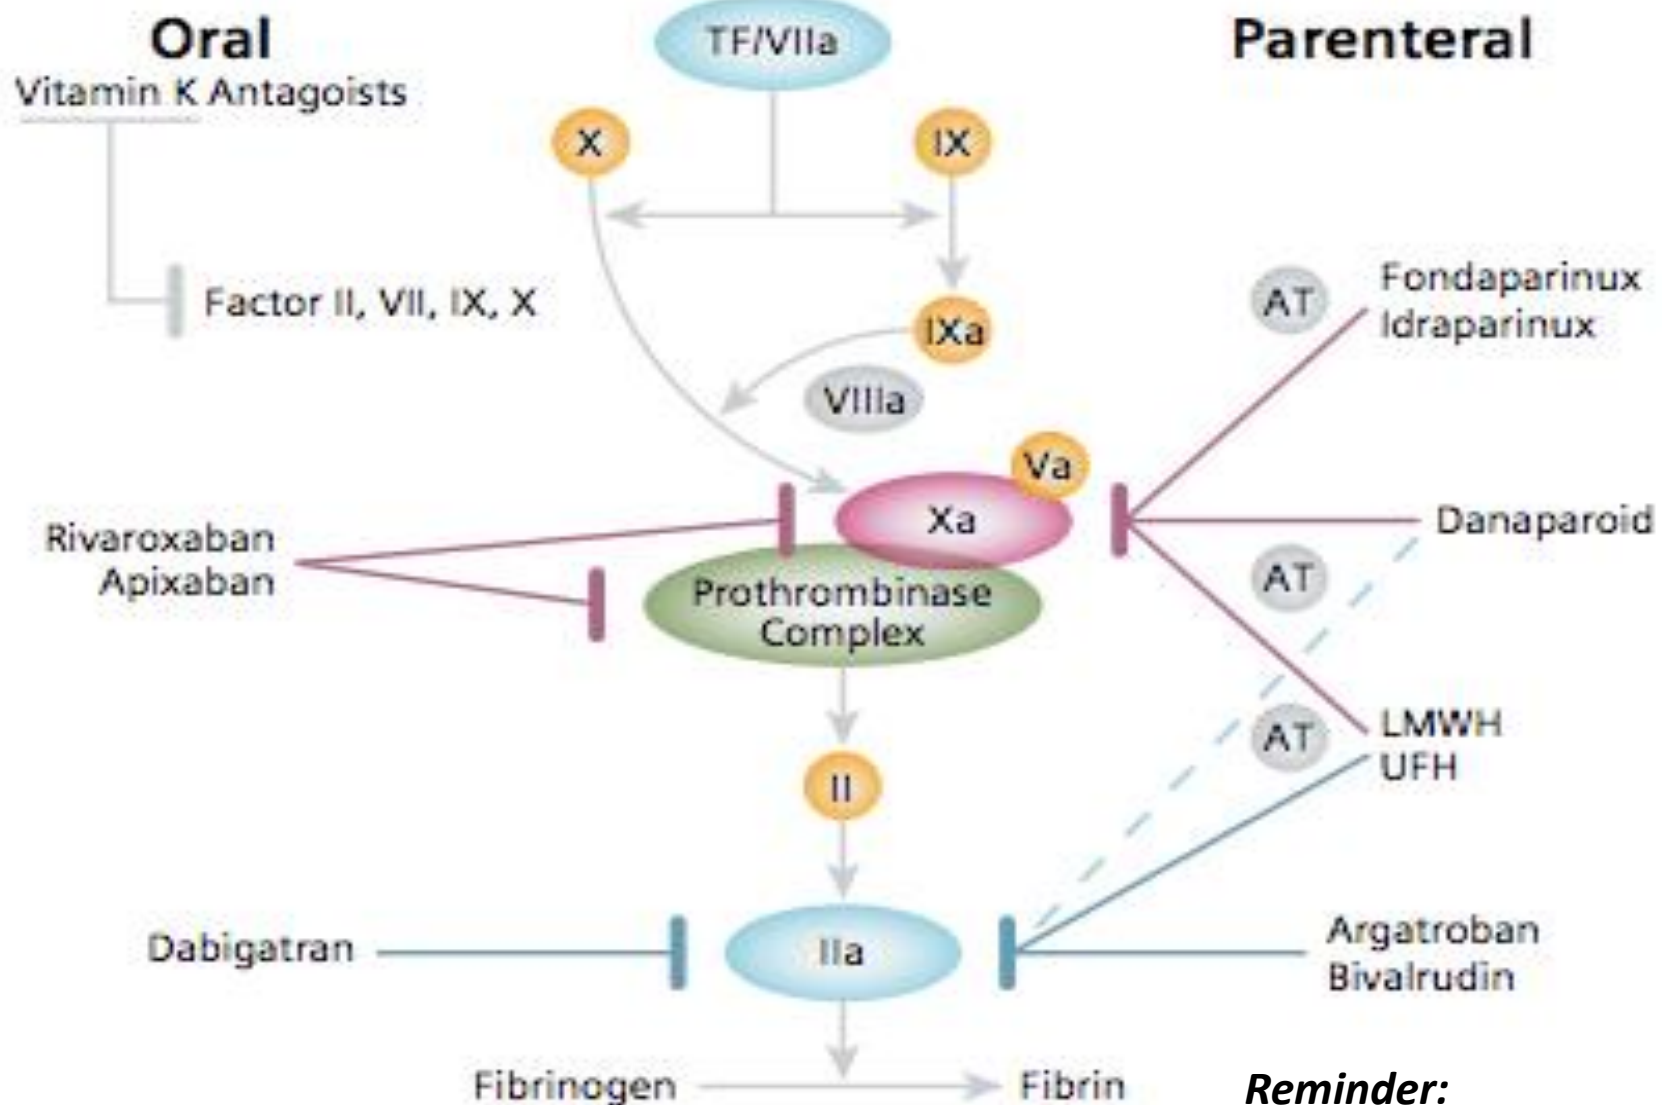 Oral
Parenteral
TF/VIIa
Vitamin K Antagoists
X
IX
Factor II, VII, IX, X
AT
Fondaparinux
Idraparinux
IXa
VIIIa
Va
Xa
Rivaroxaban
Apixaban
Danaparoid
AT
Prothrombinase
Complex
AT
LMWH
UFH
II
Dabigatran
IIa
Argatroban
Bivalrudin
Fibrinogen
Fibrin
Reminder: